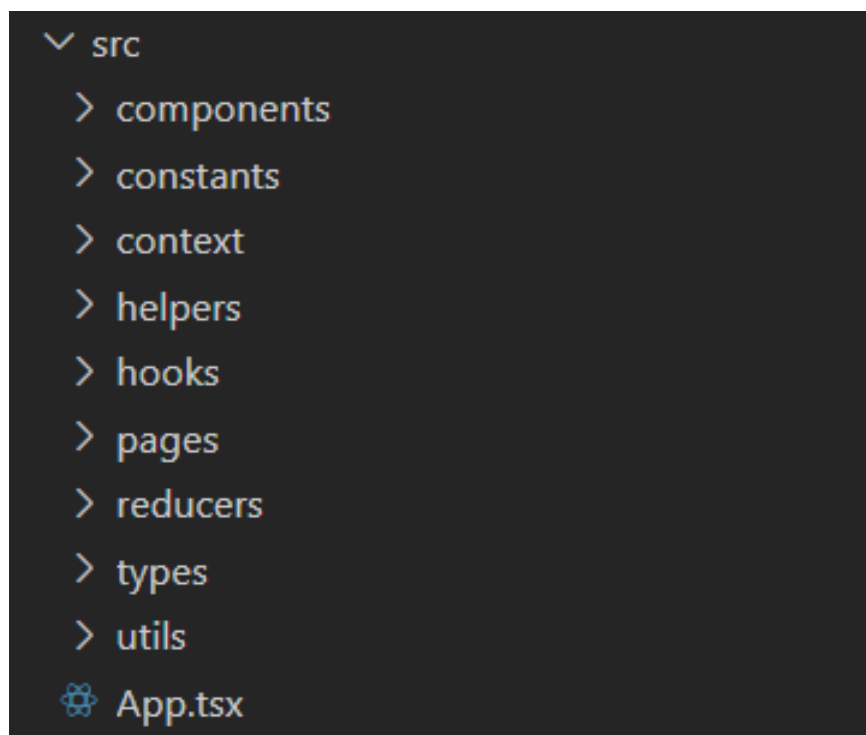 src
components
constants
context
helpers
hooks
pages
reducers
types
utils
App.tsx